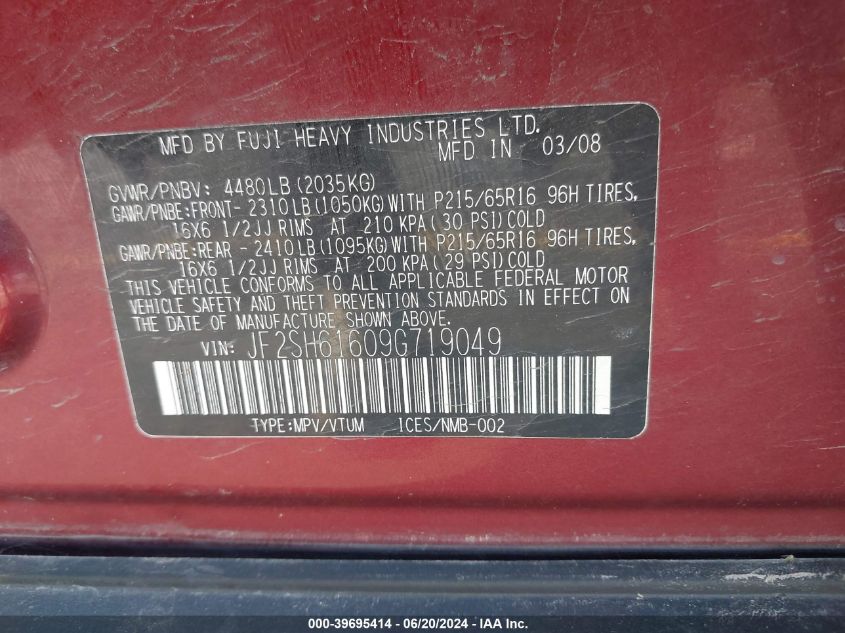 MFD BY FUJI HEAVY INDUSTRIES LTD.
MFD IN 03/08
GVWR/PNBV: 4480LB (2035KG)
GAWR/PNBE:FRONT- 2310LB(1050KG)WITH P215/65R16 96H TIRES,
16X6 1/2JJ RIMS AT 210 KPA(30 PSI)COLD
GAWR/PNBE:REAR -2410LB(1095KG)WITH P215/65R16 96H TIRES,
16X6 1/2JJ RIMS AT 200 KPA(29 PSI)COLD
THIS VEHICLE CONFORMS TO ALL APPLICABLE FEDERAL MOTOR
VEHICLE SAFETY AND THEFT PREVENTION STANDARDS IN EFFECT ON
THE DATE OF MANUFACTURE SHOWN ABOVE.
VIN: JF2SH61609G719049
TYPE:MPV/VTUM ICES/NMB-002
000-39695414 - 06/20/2024 - www.iaai.com